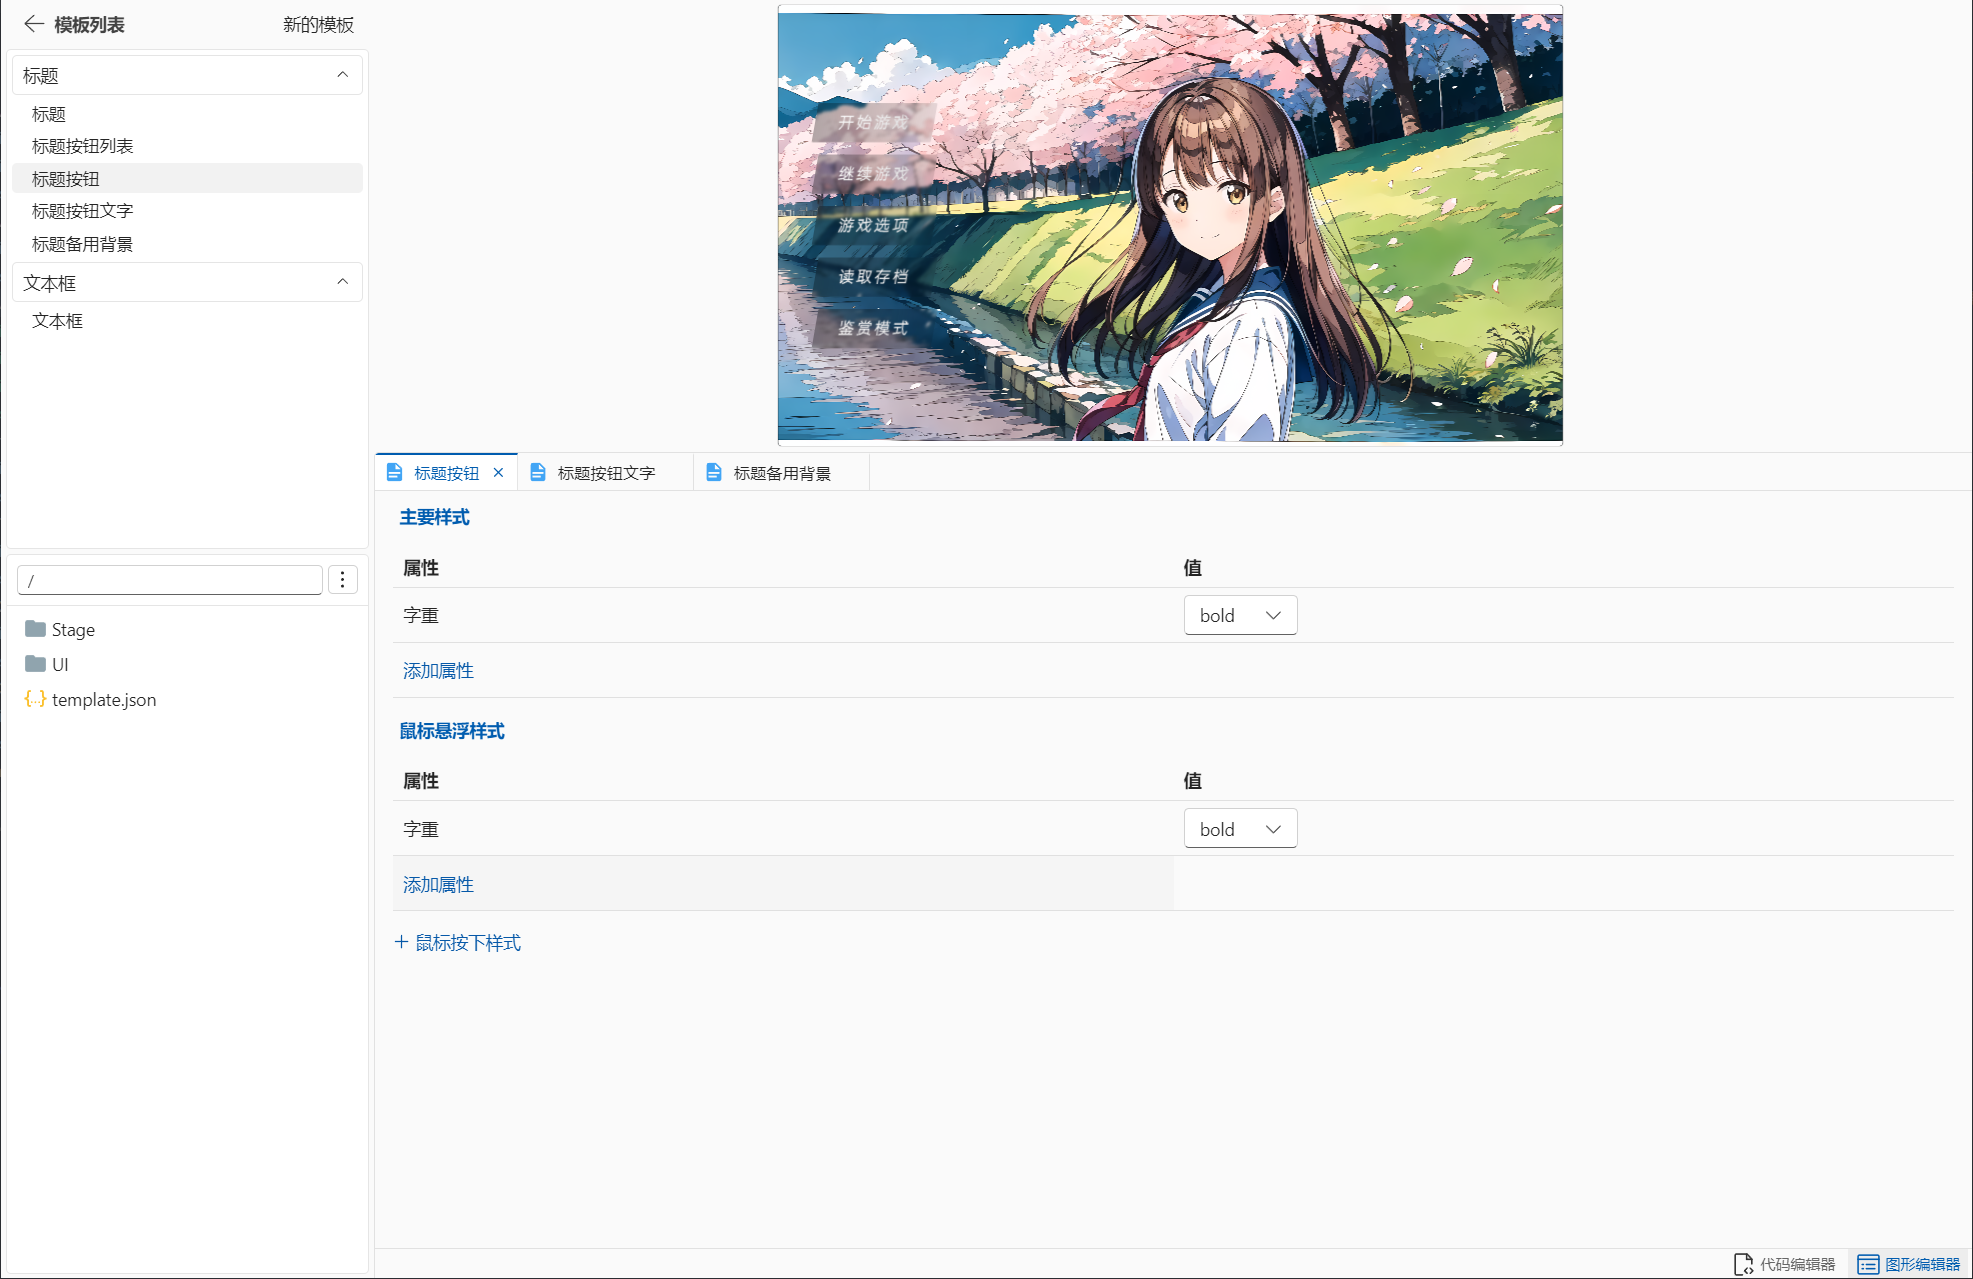 模板列表
新的模板
标题
标题
标题按钮列表
标题按钮
标题按钮文字
标题备用背景
文本框
文本框
/
Stage
UI
{...} template.json
开始游戏
继续游戏
游戏选项
读取存档
鉴赏模式
标题按钮
标题按钮文字
标题备用背景
主要样式
属性 值
字重 bold
添加属性
鼠标悬浮样式
属性 值
字重 bold
添加属性
+ 鼠标按下样式
代码编辑器
图形编辑器